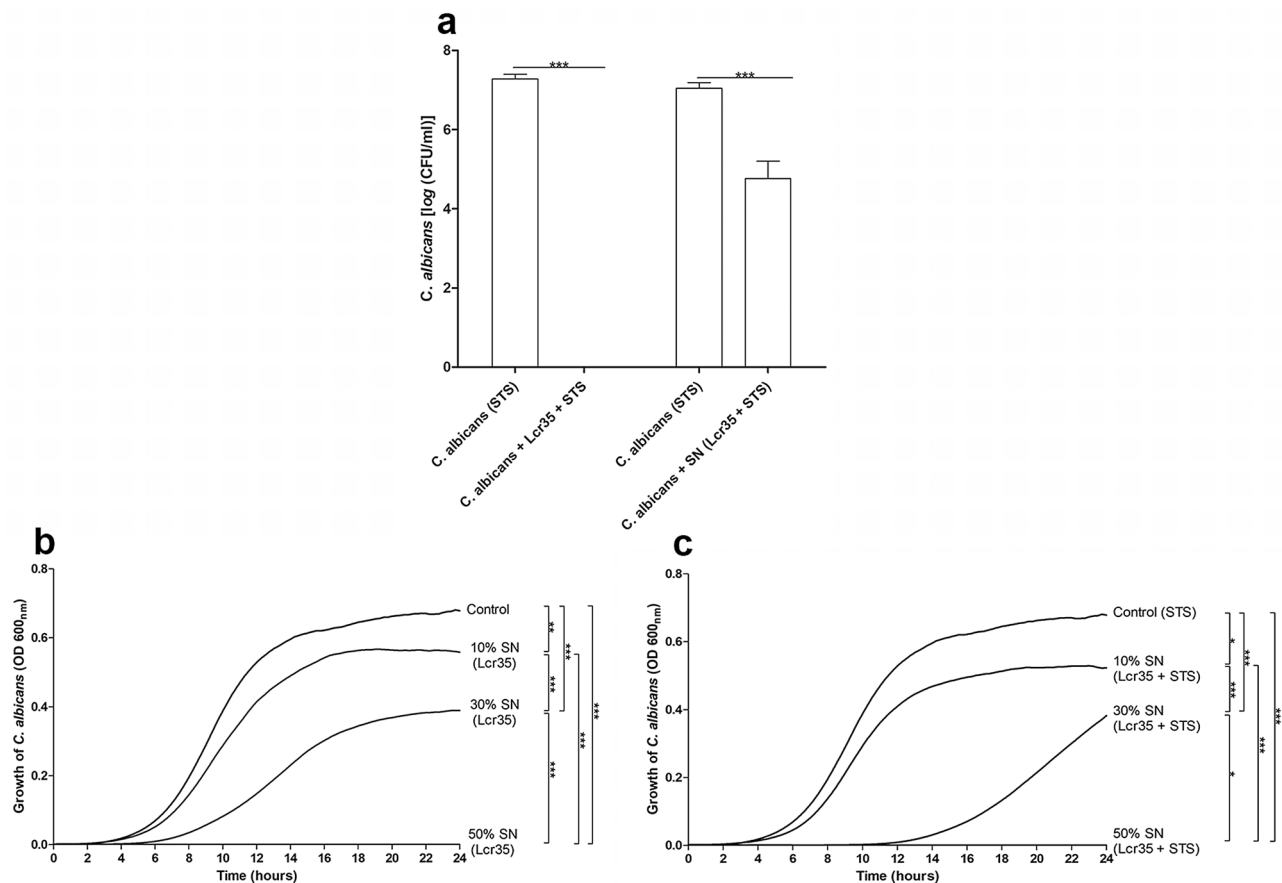 a
C. albicans [log (CFU/ml)]
8
6
4
2
0
***
***
C. albicans (STS)
C. albicans + Lcr35 + STS
C. albicans (STS)
C. albicans + SN (Lcr35 + STS)
b
Growth of C. albicans (OD 600nm)
0.8
0.6
0.4
0.2
0.0
0 2 4 6 8 10 12 14 16 18 20 22 24
Time (hours)
Control
10% SN
(Lcr35)
30% SN
(Lcr35)
50% SN
(Lcr35)
**
***
***
***
***
***
c
Growth of C. albicans (OD 600nm)
0.8
0.6
0.4
0.2
0.0
0 2 4 6 8 10 12 14 16 18 20 22 24
Time (hours)
Control (STS)
10% SN
(Lcr35 + STS)
30% SN
(Lcr35 + STS)
50% SN
(Lcr35 + STS)
*
***
*
***
***
***